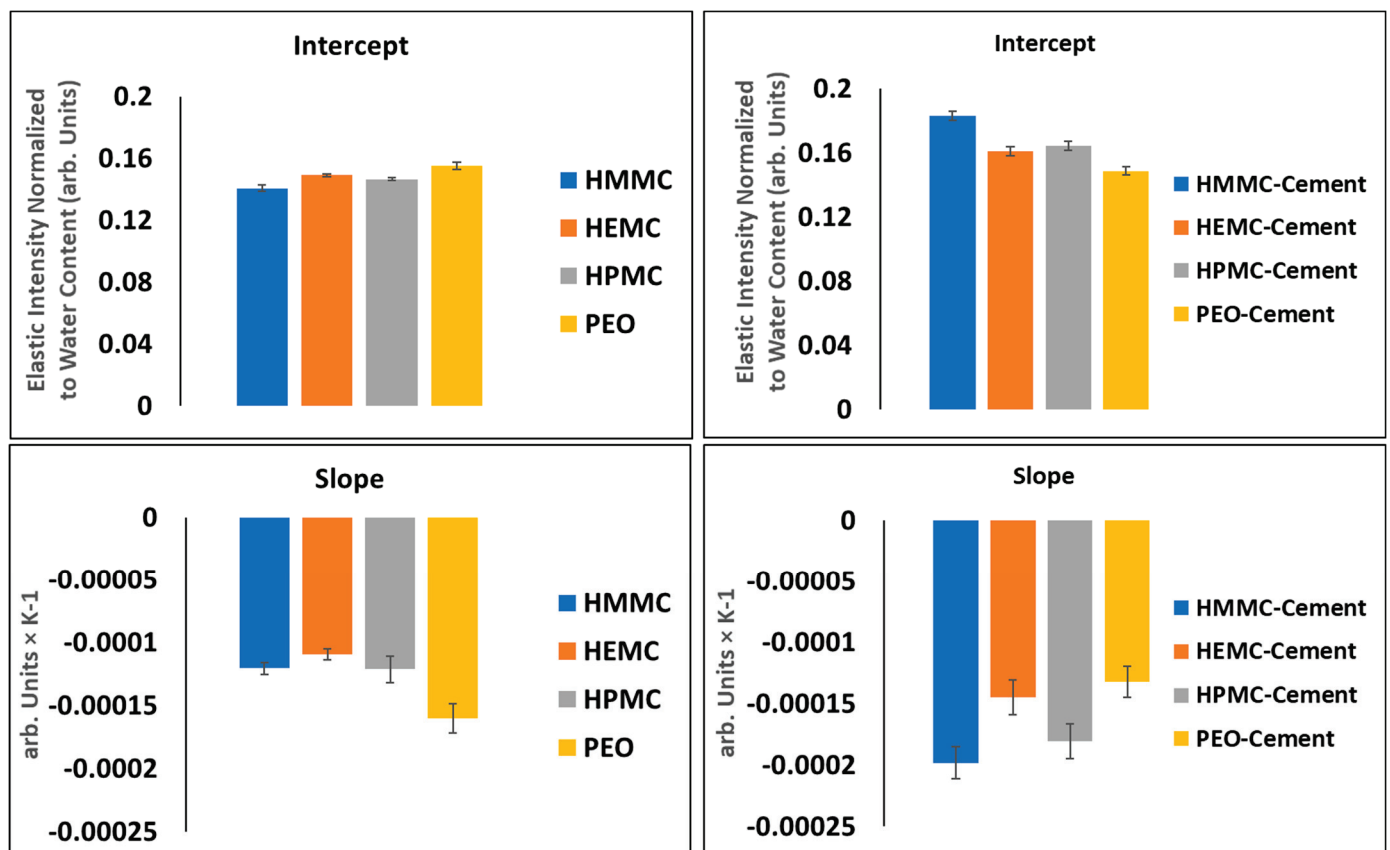 Intercept
Elastic Intensity Normalized
to Water Content (arb. Units)
0.2
0.16
0.12
0.08
0.04
0
HMMC
HEMC
HPMC
PEO
Intercept
Elastic Intensity Normalized
to Water Content (arb. Units)
0.2
0.16
0.12
0.08
0.04
0
HMMC-Cement
HEMC-Cement
HPMC-Cement
PEO-Cement
Slope
arb. Units × K-1
0
-0.00005
-0.0001
-0.00015
-0.0002
-0.00025
HMMC
HEMC
HPMC
PEO
Slope
arb. Units × K-1
0
-0.00005
-0.0001
-0.00015
-0.0002
-0.00025
HMMC-Cement
HEMC-Cement
HPMC-Cement
PEO-Cement